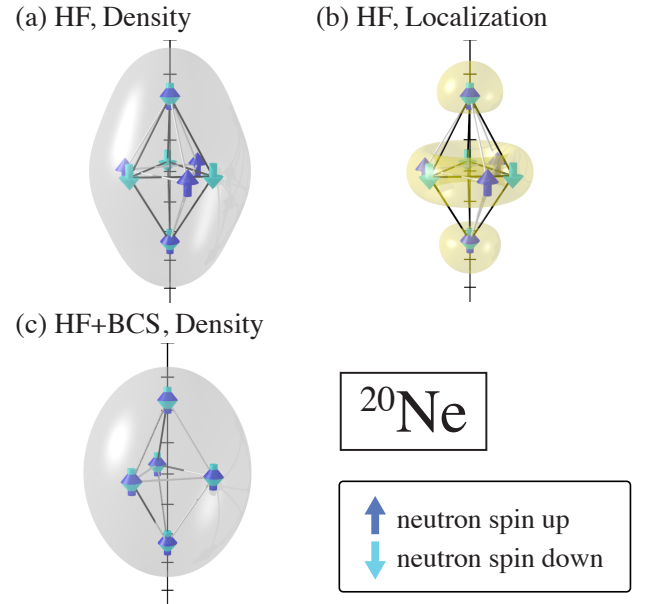 (a) HF, Density
(b) HF, Localization
(c) HF+BCS, Density
²⁰Ne
neutron spin up
neutron spin down